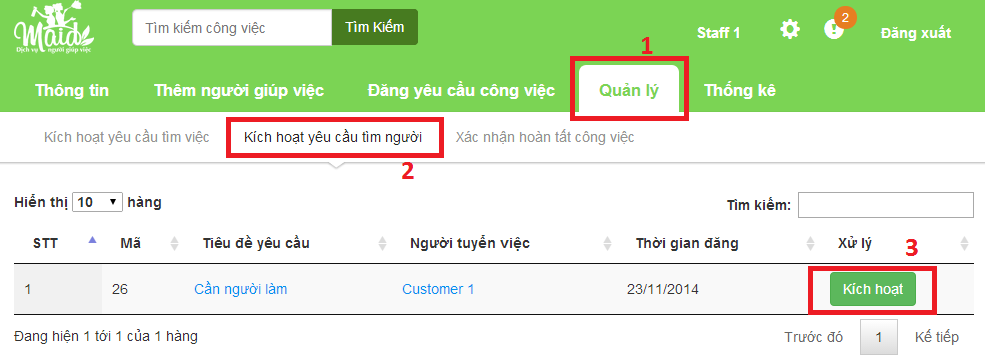 Maid
Dịch vụ người giúp việc
Tìm kiếm công việc
Tìm Kiếm
Staff 1
2
Đăng xuất
1
Thông tin
Thêm người giúp việc
Đăng yêu cầu công việc
Quản lý
Thống kê
Kích hoạt yêu cầu tìm việc
Kích hoạt yêu cầu tìm người
Xác nhận hoàn tất công việc
2
Hiển thị 10 hàng
Tìm kiếm:
STT Mã Tiêu đề yêu cầu Người tuyển việc Thời gian đăng Xử lý
3
1 26 Cần người làm Customer 1 23/11/2014 Kích hoạt
Đang hiện 1 tới 1 của 1 hàng
Trước đó 1 Kế tiếp